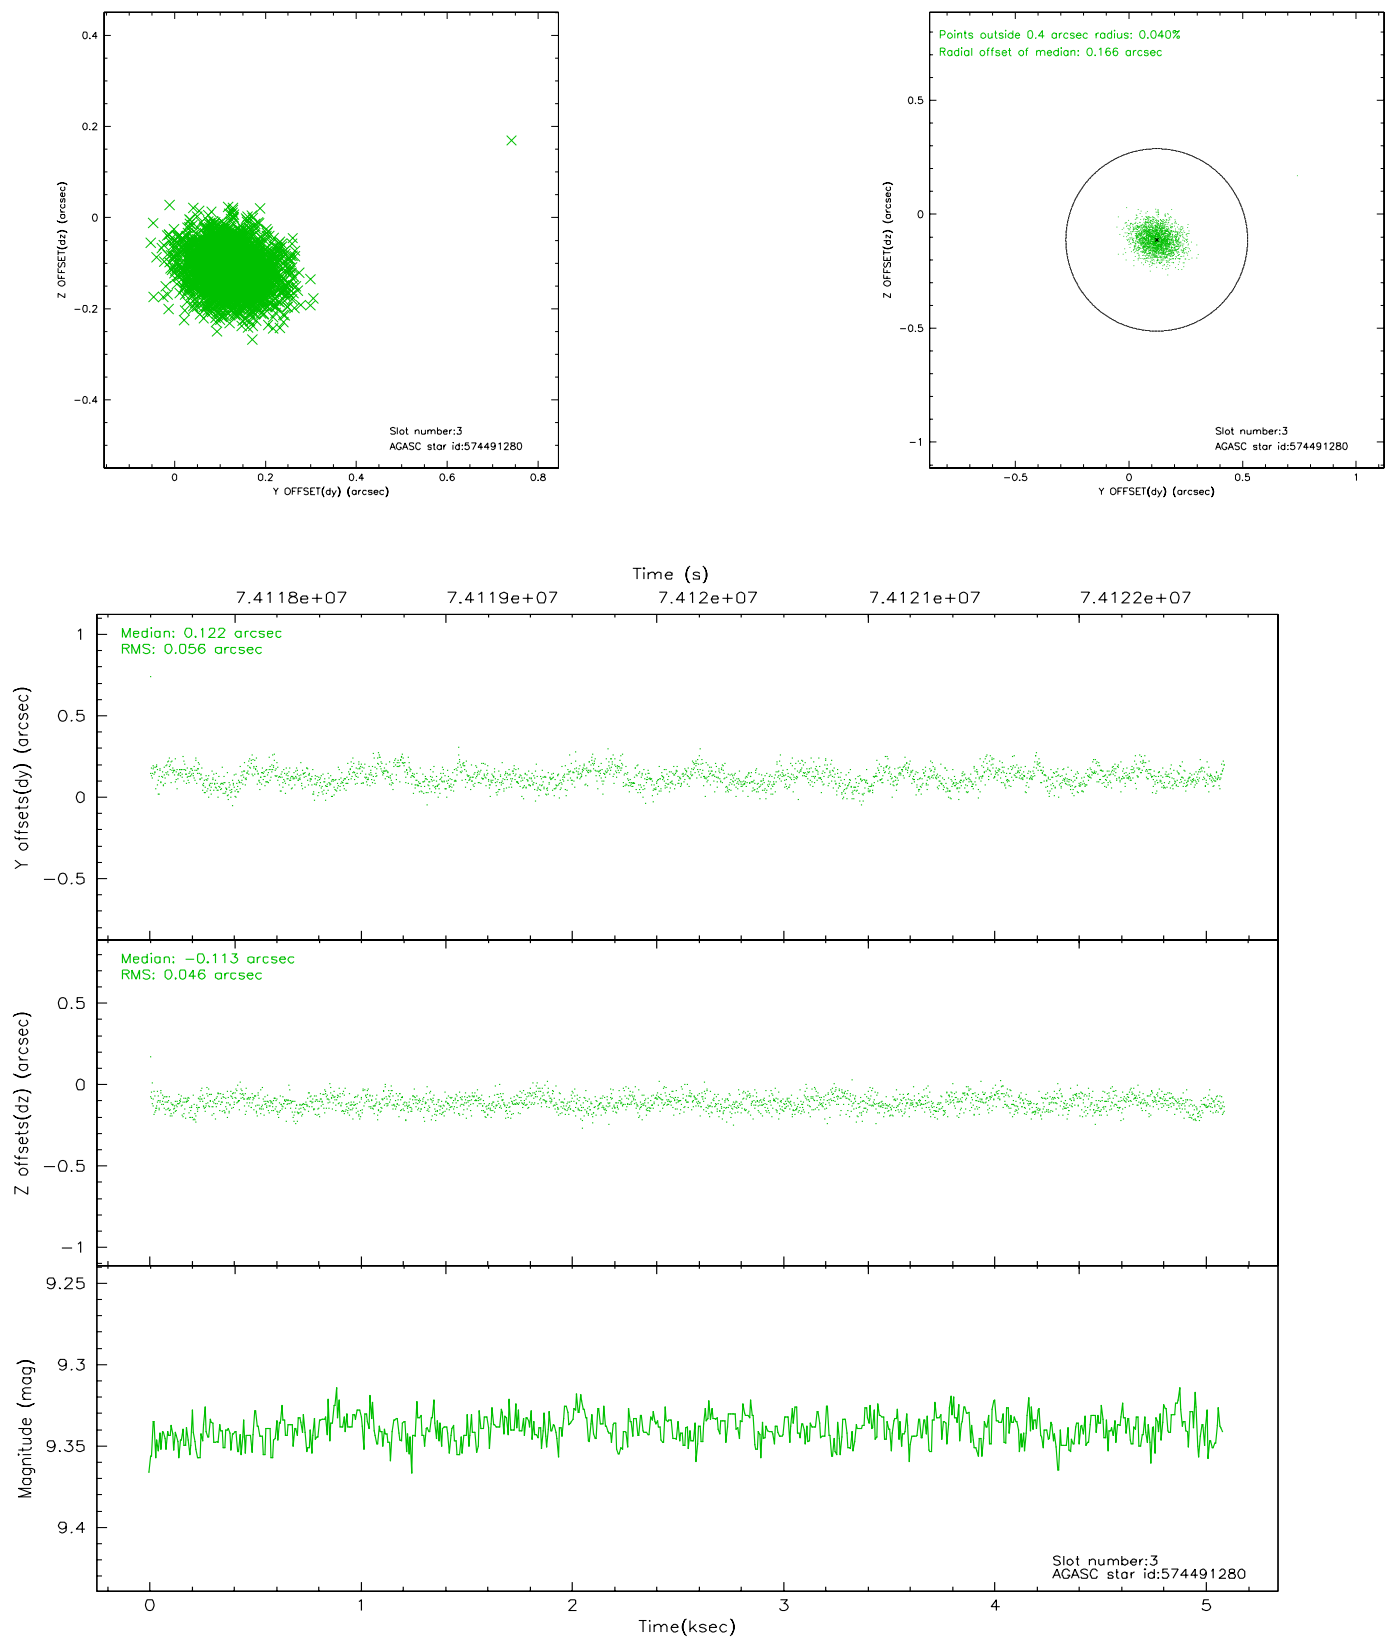 0.4
0.2
0
−0.2
−0.4
Z OFFSET(dz) (arcsec)
Slot number:3
AGASC star id:574491280
0 0.2 0.4 0.6 0.8
Y OFFSET(dy) (arcsec)
Points outside 0.4 arcsec radius: 0.040%
Radial offset of median: 0.166 arcsec
0.5
0
−0.5
−1
Z OFFSET(dz) (arcsec)
Slot number:3
AGASC star id:574491280
−0.5 0 0.5 1
Y OFFSET(dy) (arcsec)
Time (s)
7.4118e+07 7.4119e+07 7.412e+07 7.4121e+07 7.4122e+07
Median: 0.122 arcsec
RMS: 0.056 arcsec
1
0.5
0
−0.5
Y offsets(dy) (arcsec)
Median: −0.113 arcsec
RMS: 0.046 arcsec
0.5
0
−0.5
−1
Z offsets(dz) (arcsec)
9.25
9.3
9.35
9.4
Magnitude (mag)
Slot number:3
AGASC star id:574491280
0 1 2 3 4 5
Time(ksec)